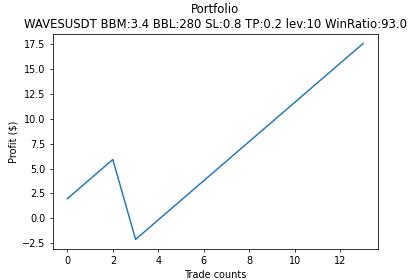 Portfolio
WAVESUSDT BBM:3.4 BBL:280 SL:0.8 TP:0.2 lev:10 WinRatio:93.0
17.5
15.0
12.5
10.0
7.5
5.0
2.5
0.0
−2.5
Profit ($)
0 2 4 6 8 10 12
Trade counts